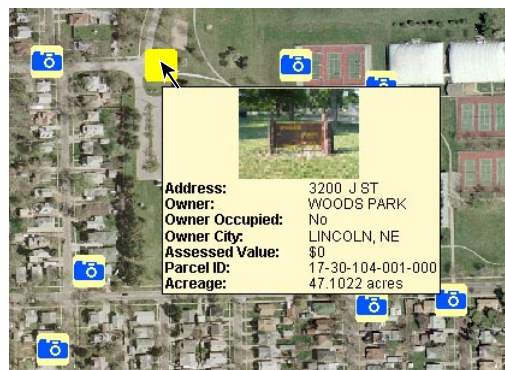 Address: 3200 J ST
Owner: WOODS PARK
Owner Occupied: No
Owner City: LINCOLN, NE
Assessed Value: $0
Parcel ID: 17-30-104-001-000
Acreage: 47.1022 acres